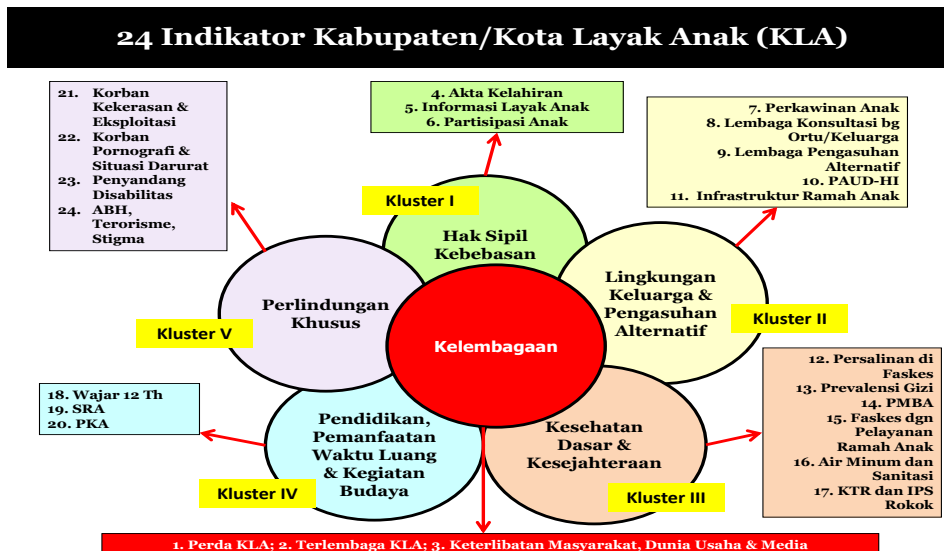 24 Indikator Kabupaten/Kota Layak Anak (KLA)
21. Korban
Kekerasan &
Eksploitasi
22. Korban
Pornografi &
Situasi Darurat
23. Penyandang
Disabilitas
24. ABH,
Terorisme,
Stigma
4. Akta Kelahiran
5. Informasi Layak Anak
6. Partisipasi Anak
7. Perkawinan Anak
8. Lembaga Konsultasi bg
Ortu/Keluarga
9. Lembaga Pengasuhan
Alternatif
10. PAUD-HI
11. Infrastruktur Ramah Anak
Kluster I
Hak Sipil
Kebebasan
Lingkungan
Keluarga &
Pengasuhan
Alternatif
Kluster II
Perlindungan
Khusus
Kluster V
Kelembagaan
12. Persalinan di
Faskes
13. Prevalensi Gizi
14. PMBA
15. Faskes dgn
Pelayanan
Ramah Anak
16. Air Minum dan
Sanitasi
17. KTR dan IPS
Rokok
18. Wajar 12 Th
19. SRA
20. PKA
Pendidikan,
Pemanfaatan
Waktu Luang
& Kegiatan
Budaya
Kluster IV
Kesehatan
Dasar &
Kesejahteraan
Kluster III
1. Perda KLA; 2. Terlembaga KLA; 3. Keterlibatan Masyarakat, Dunia Usaha & Media